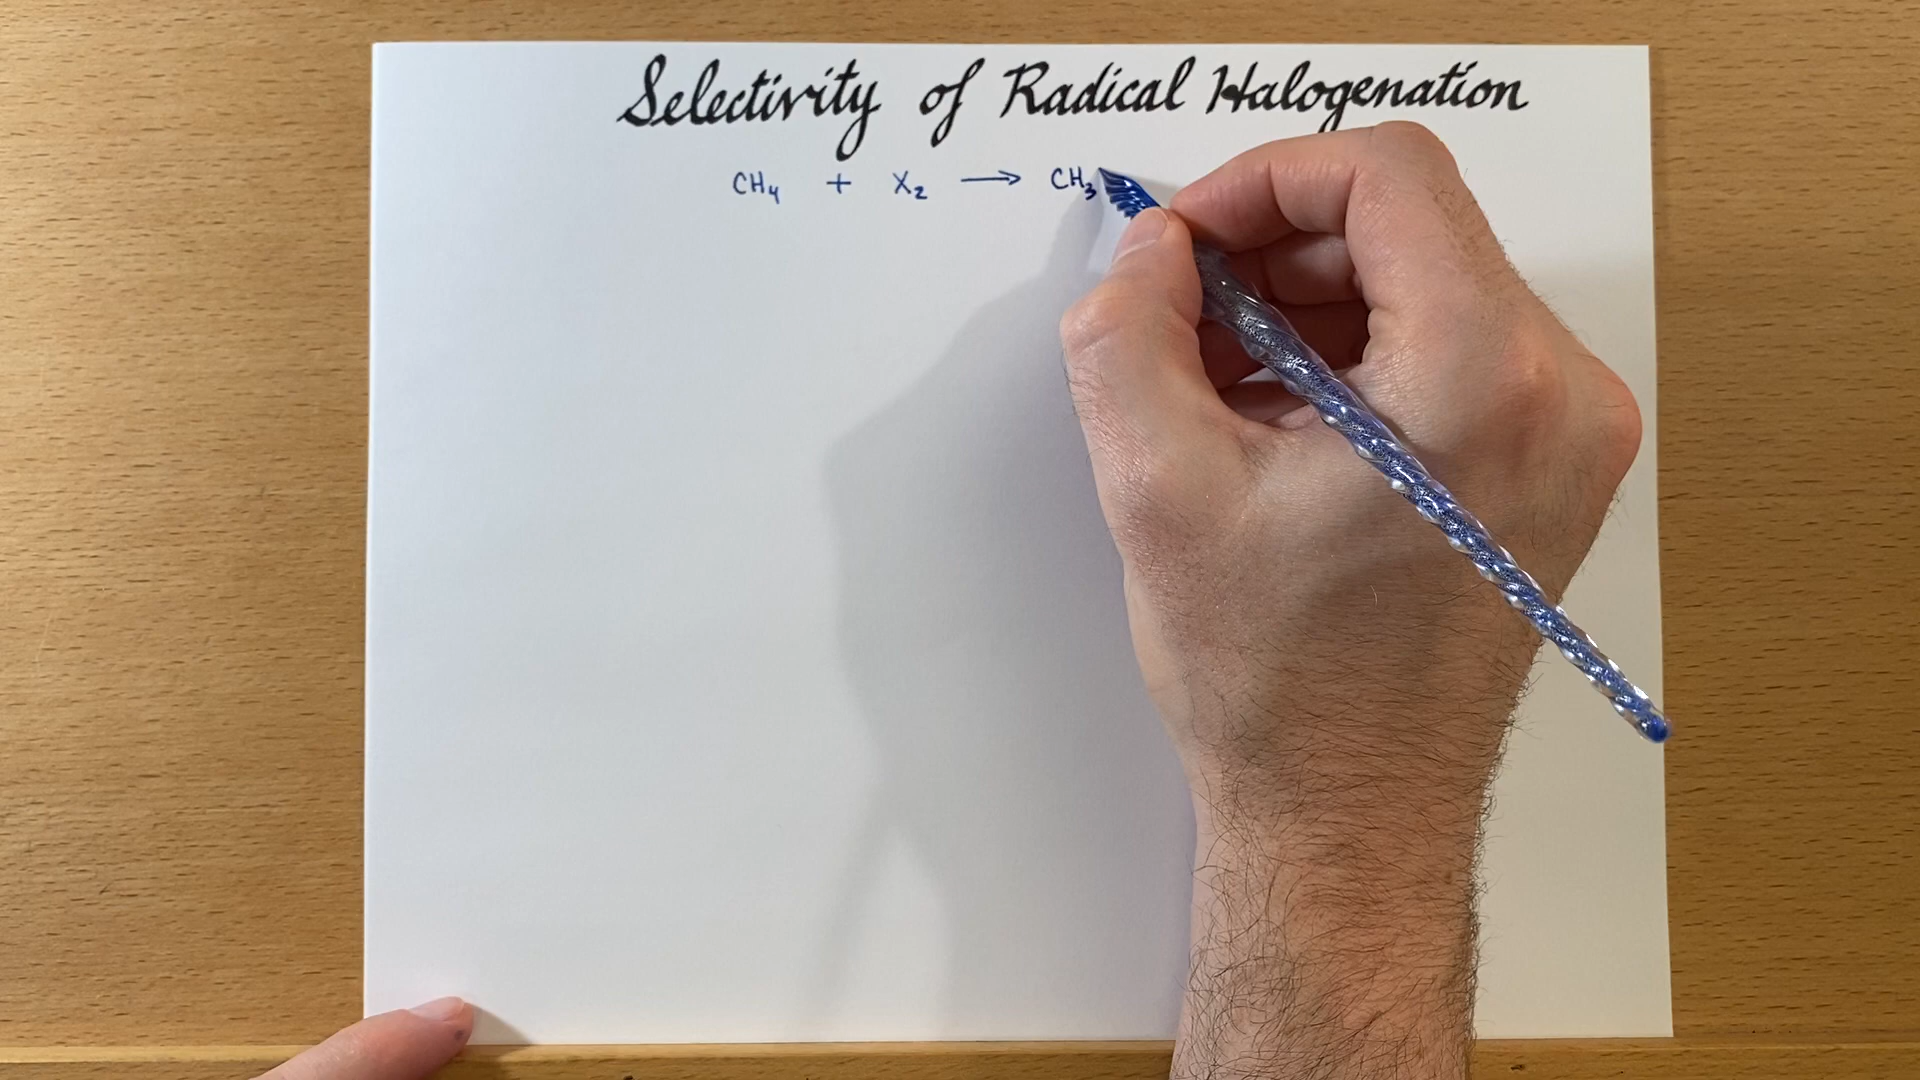 Selectivity of Radical Halogenation
CH₄ + X₂ ⟶ CH₃